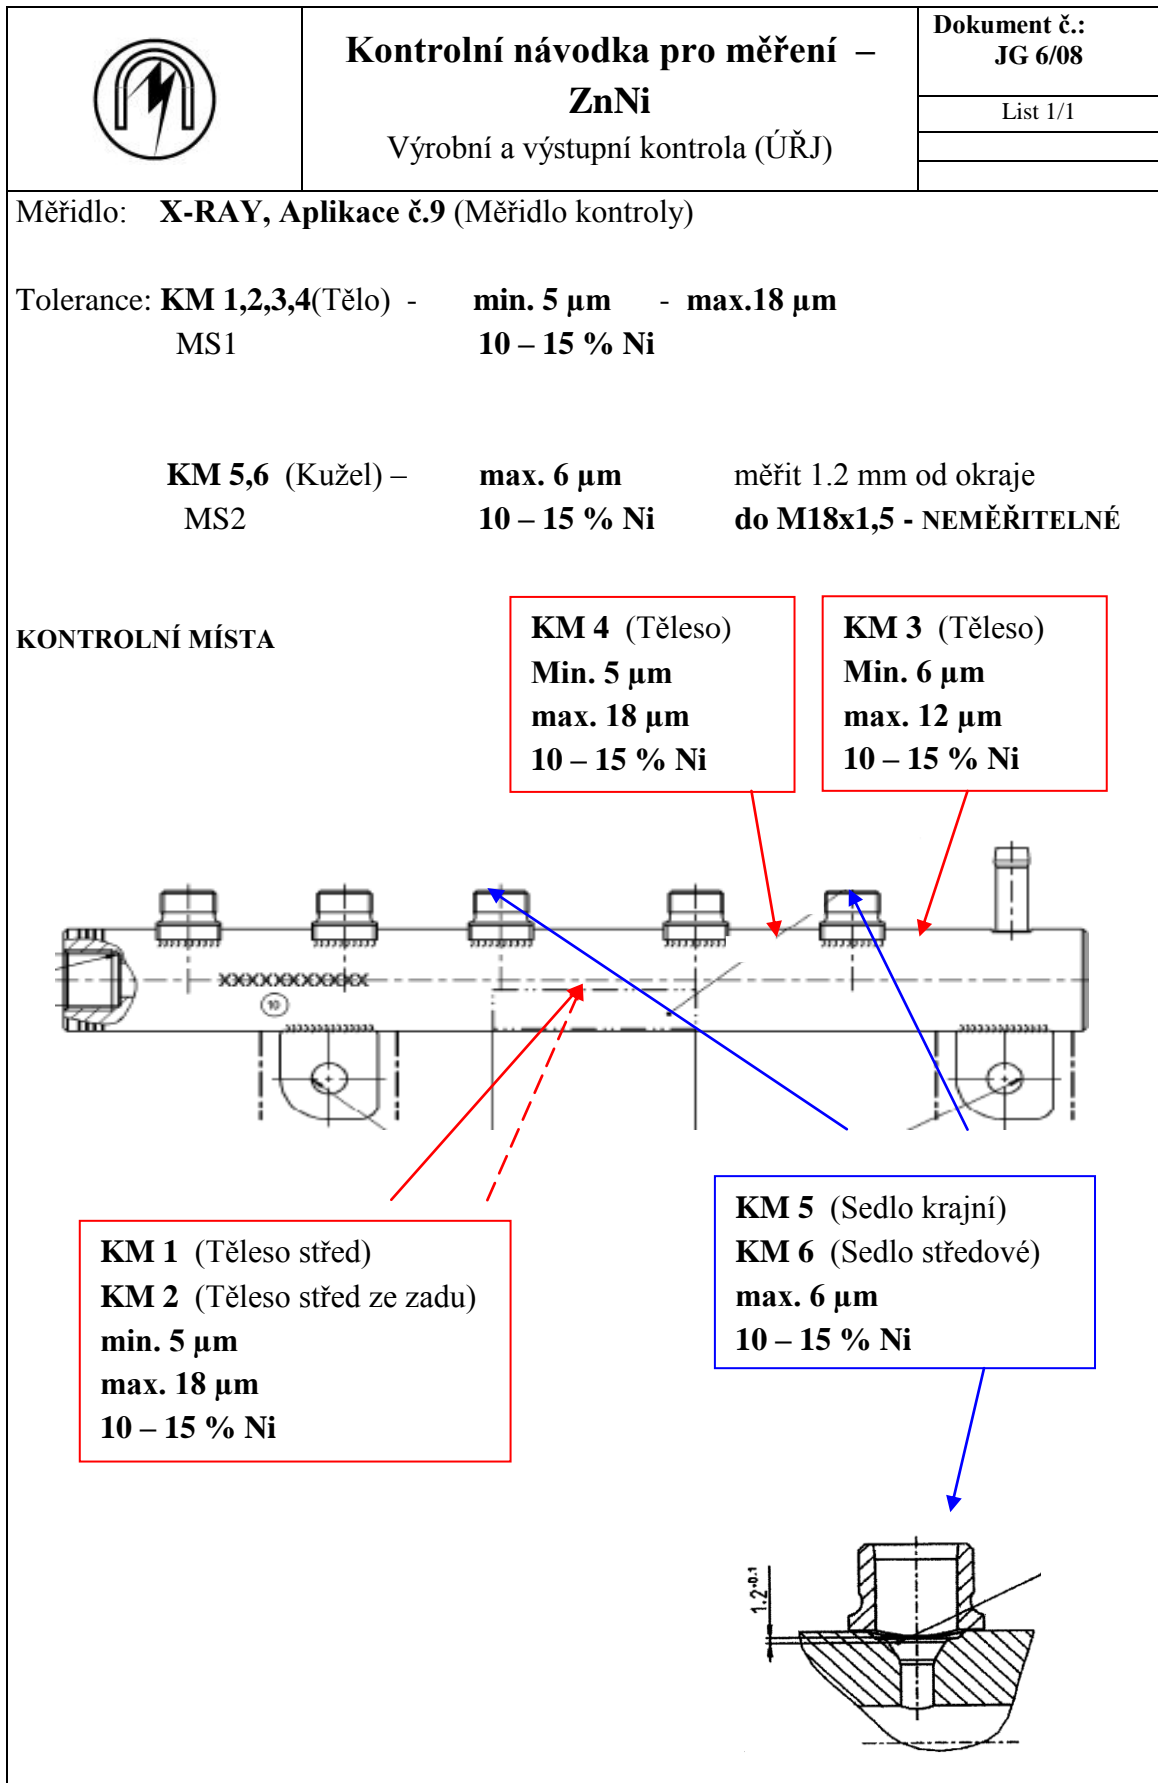 Kontrolní návodka pro měření –
ZnNi
Výrobní a výstupní kontrola (ÚŘJ)
Dokument č.:
JG 6/08
List 1/1
Měřidlo: X-RAY, Aplikace č.9 (Měřidlo kontroly)
Tolerance: KM 1,2,3,4(Tělo) - min. 5 µm - max.18 µm
MS1 10 – 15 % Ni
KM 5,6 (Kužel) – max. 6 µm měřit 1.2 mm od okraje
MS2 10 – 15 % Ni do M18x1,5 - NEMĚŘITELNÉ
KONTROLNÍ MÍSTA
KM 4 (Těleso)
Min. 5 µm
max. 18 µm
10 – 15 % Ni
KM 3 (Těleso)
Min. 6 µm
max. 12 µm
10 – 15 % Ni
XXXXXXXXXXX
10
KM 1 (Těleso střed)
KM 2 (Těleso střed ze zadu)
min. 5 µm
max. 18 µm
10 – 15 % Ni
KM 5 (Sedlo krajní)
KM 6 (Sedlo středové)
max. 6 µm
10 – 15 % Ni
1.2+0.1